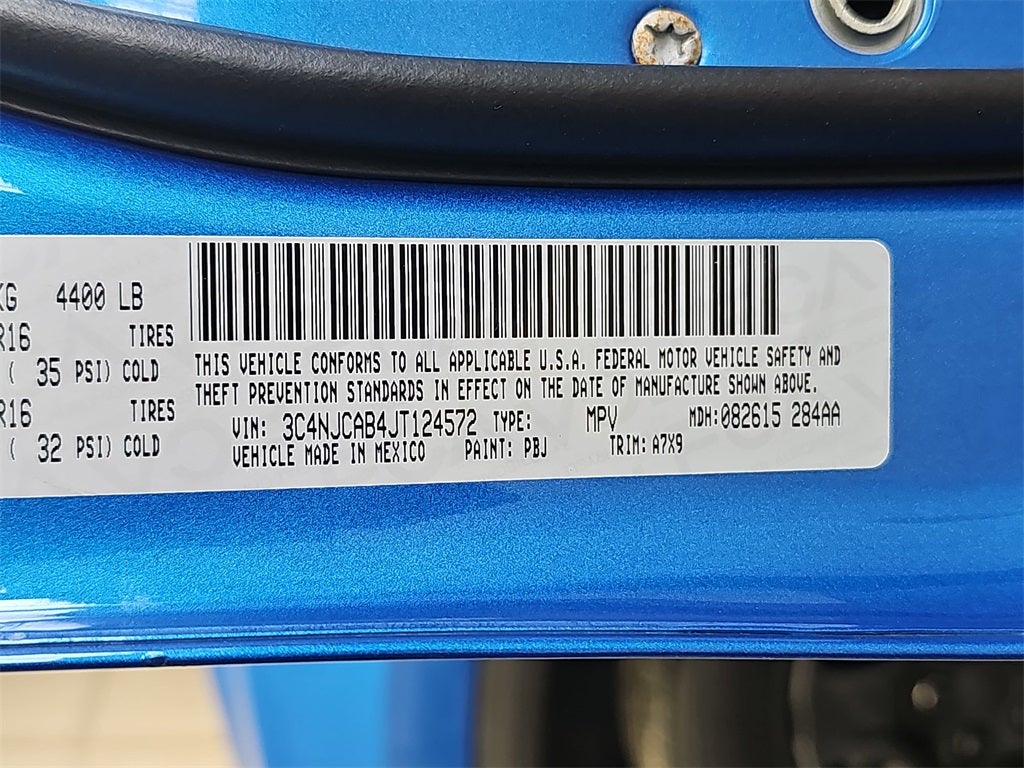 KG 4400 LB
R16 TIRES
( 35 PSI) COLD
R16 TIRES
( 32 PSI) COLD
THIS VEHICLE CONFORMS TO ALL APPLICABLE U.S.A. FEDERAL MOTOR VEHICLE SAFETY AND
THEFT PREVENTION STANDARDS IN EFFECT ON THE DATE OF MANUFACTURE SHOWN ABOVE.
VIN: 3C4NJCAB4JT124572 TYPE: MPV MDH:082615 284AA
VEHICLE MADE IN MEXICO PAINT: PBJ TRIM: A7X9